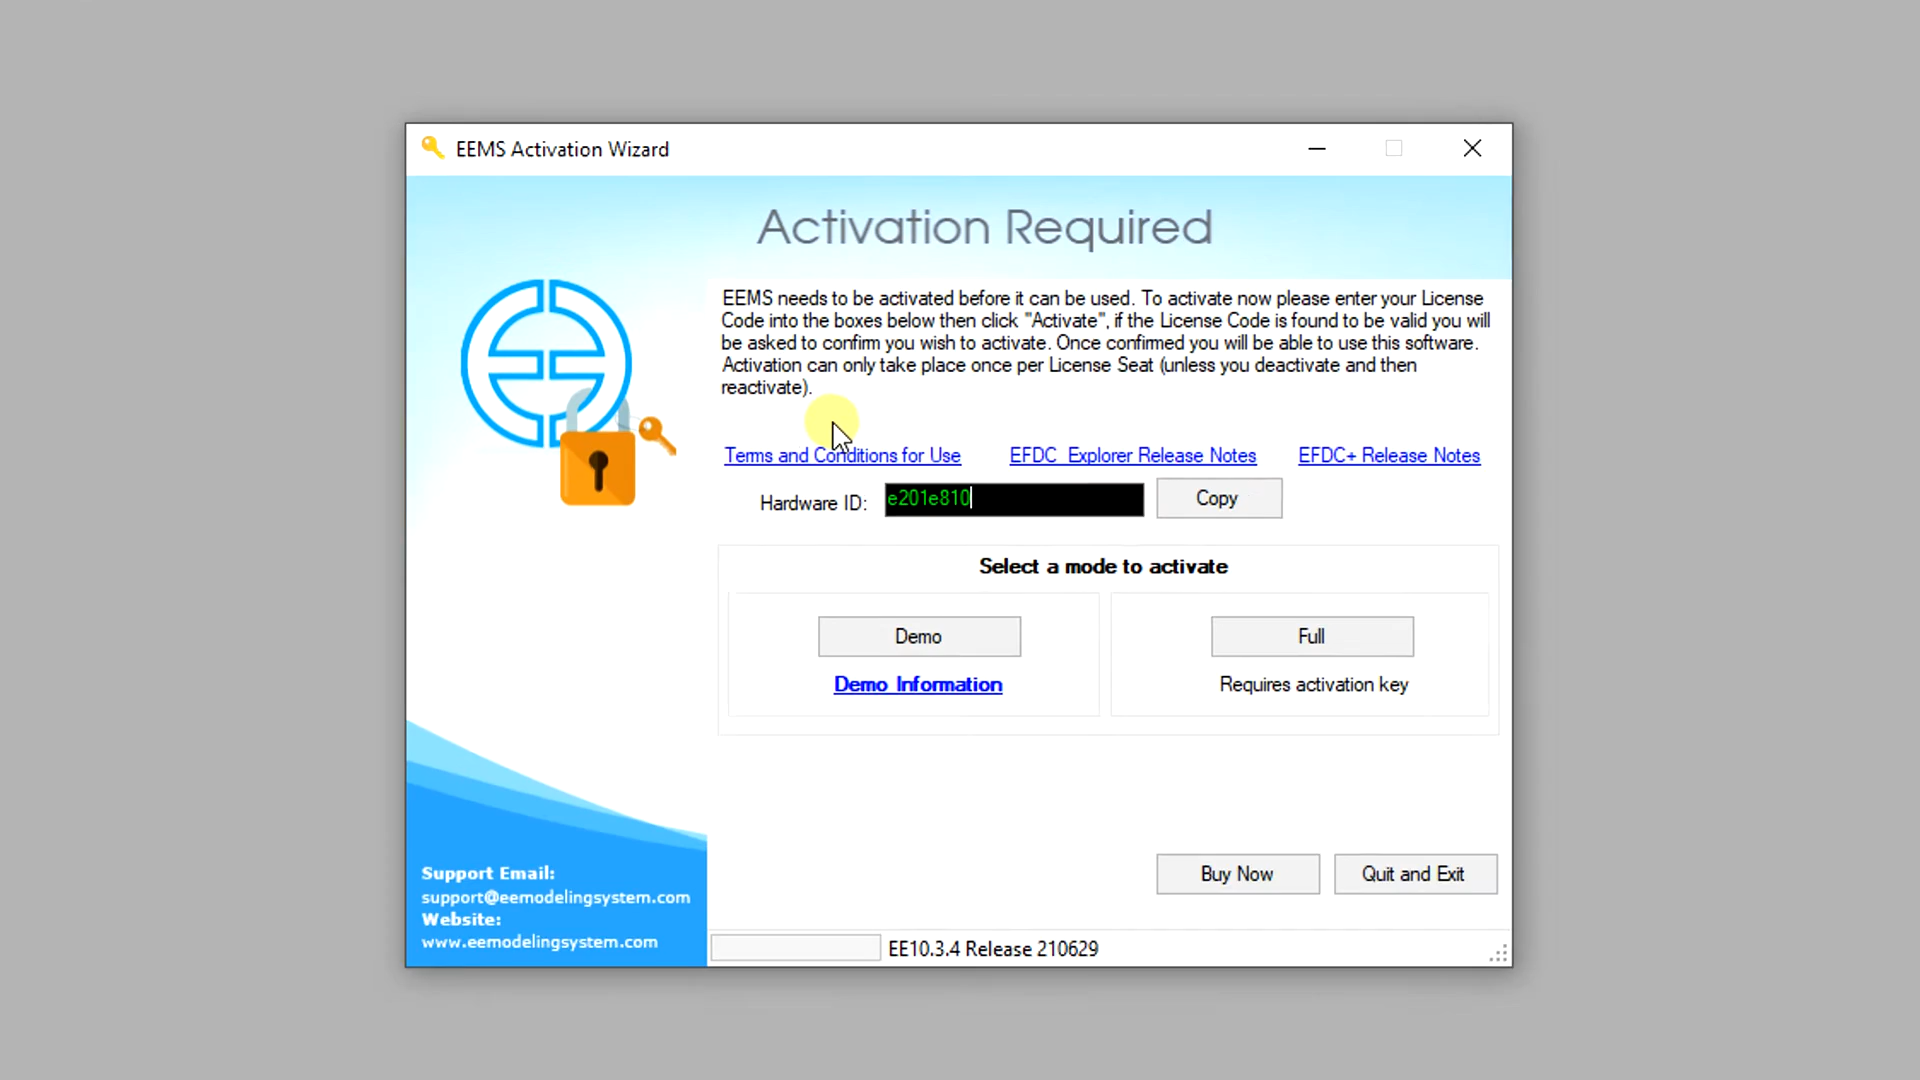 EEMS Activation Wizard
Activation Required
EEMS needs to be activated before it can be used. To activate now please enter your License
Code into the boxes below then click "Activate", if the License Code is found to be valid you will
be asked to confirm you wish to activate. Once confirmed you will be able to use this software.
Activation can only take place once per License Seat (unless you deactivate and then
reactivate).
Terms and Conditions for Use EFDC_Explorer Release Notes EFDC+ Release Notes
Hardware ID: e201e810 Copy
Select a mode to activate
Demo Full
Demo Information Requires activation key
Buy Now Quit and Exit
Support Email:
support@eemodelingsystem.com
Website:
www.eemodelingsystem.com
EE10.3.4 Release 210629